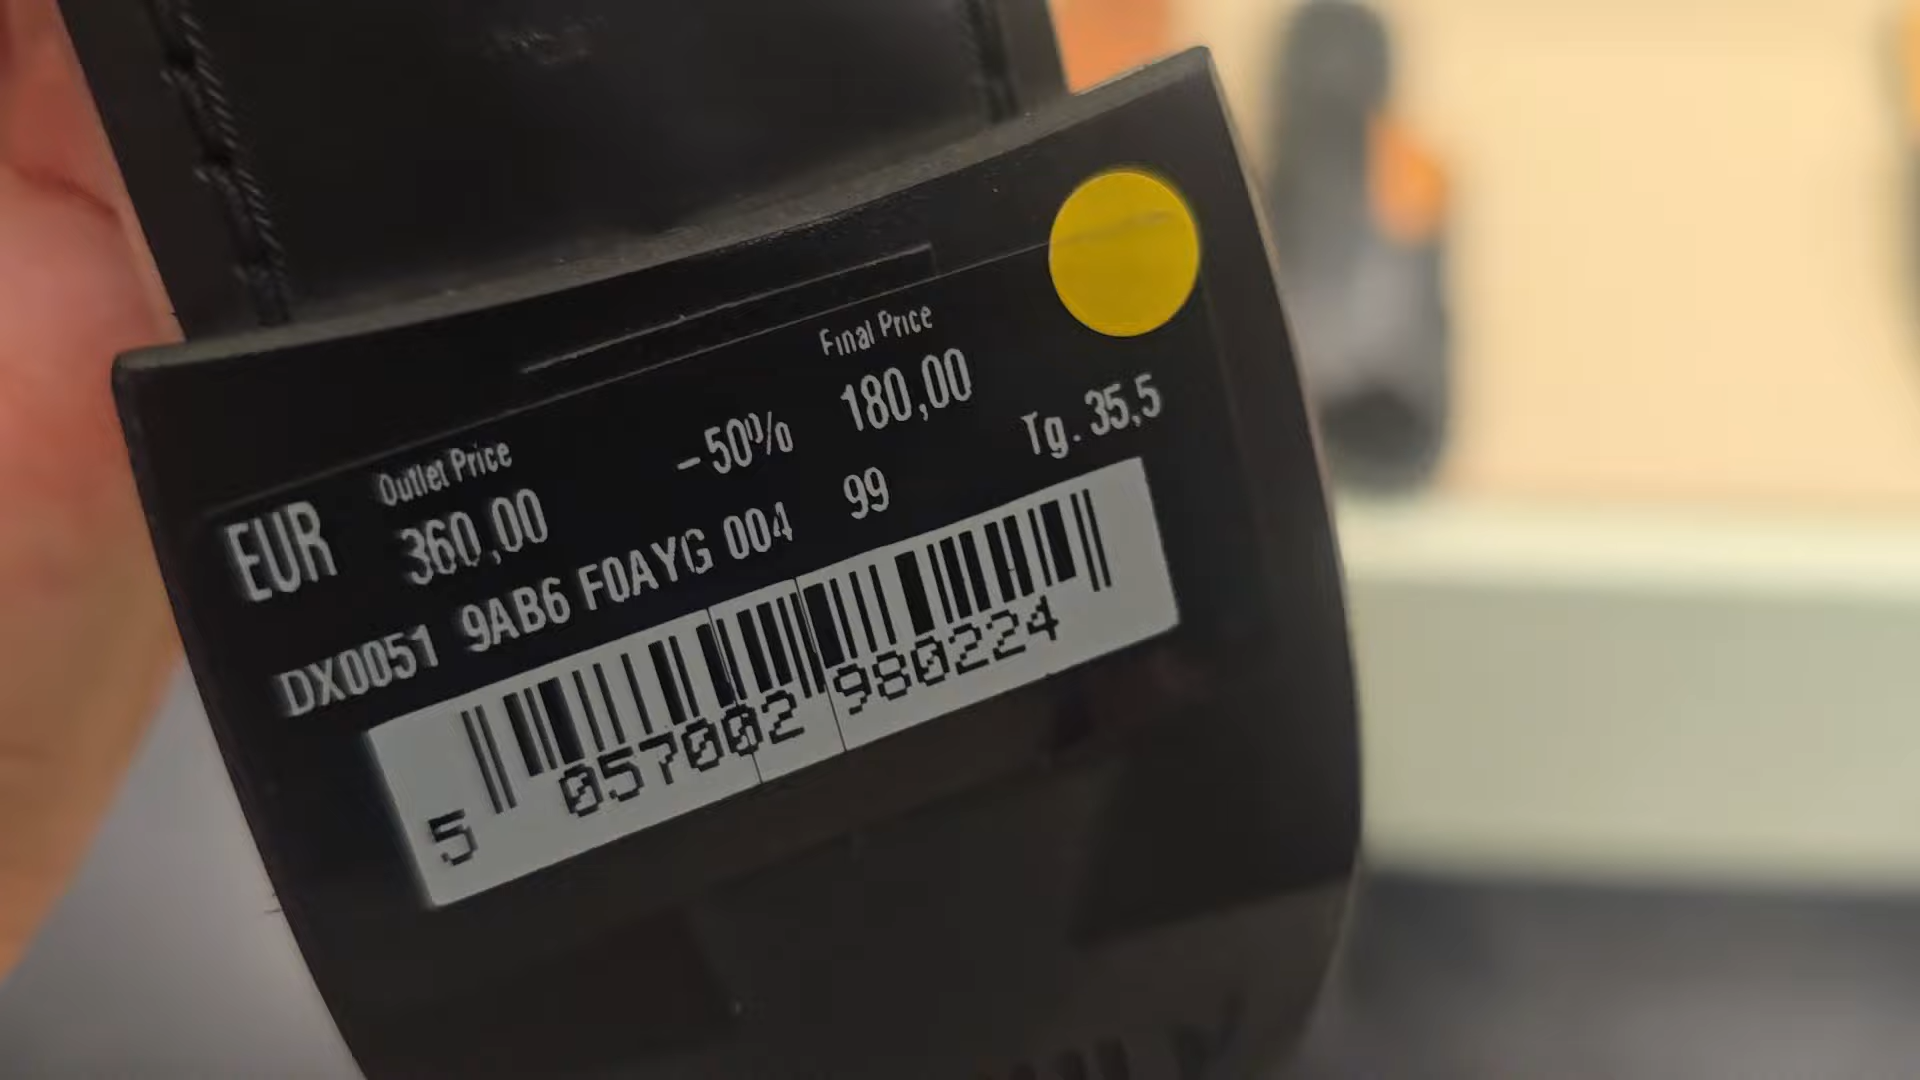 Outlet Price Final Price
EUR 360,00 -50% 180,00
DX0051 9AB6 F0AYG 004 99 Tg. 35,5
5 057002 980224